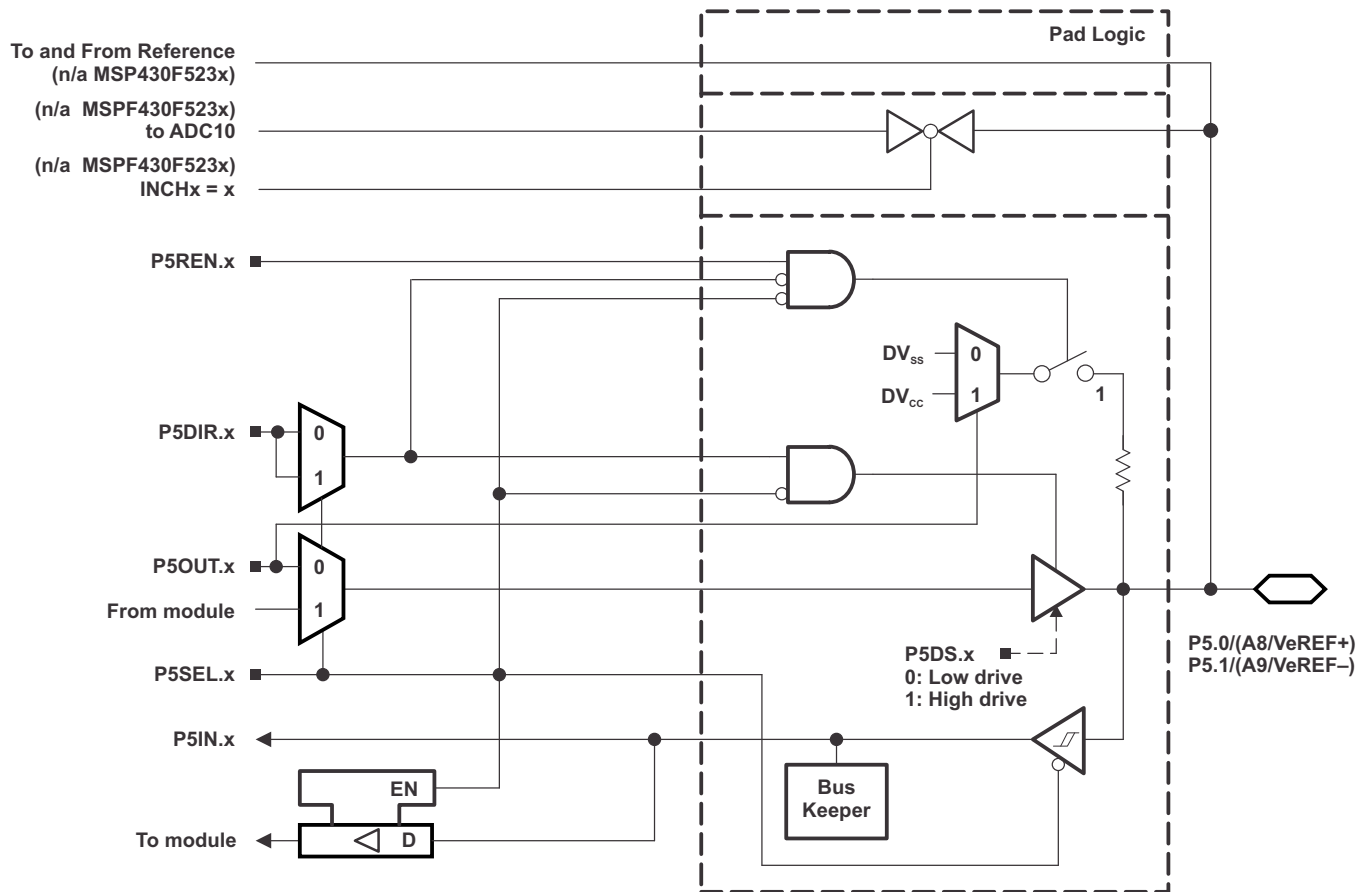 Pad Logic
To and From Reference
(n/a MSP430F523x)
(n/a MSPF430F523x)
to ADC10
(n/a MSPF430F523x)
INCHx = x
P5REN.x
DVss
0
DVcc
1
1
P5DIR.x
0
1
P5OUT.x
0
From module
1
P5DS.x
0: Low drive
1: High drive
P5.0/(A8/VeREF+)
P5.1/(A9/VeREF–)
P5SEL.x
P5IN.x
EN
Bus
Keeper
To module
D